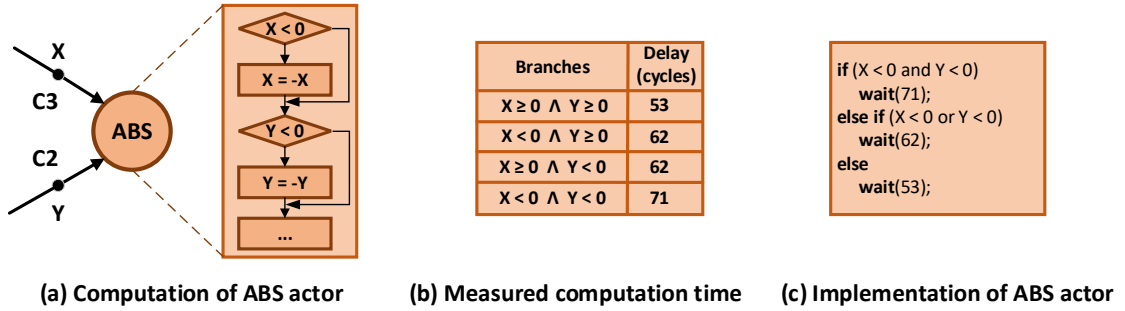 X
C3
ABS
C2
Y
X < 0
X = -X
Y < 0
Y = -Y
...
Branches Delay (cycles)
X ≥ 0 Λ Y ≥ 0 53
X < 0 Λ Y ≥ 0 62
X ≥ 0 Λ Y < 0 62
X < 0 Λ Y < 0 71
if (X < 0 and Y < 0)
wait(71);
else if (X < 0 or Y < 0)
wait(62);
else
wait(53);
(a) Computation of ABS actor
(b) Measured computation time
(c) Implementation of ABS actor